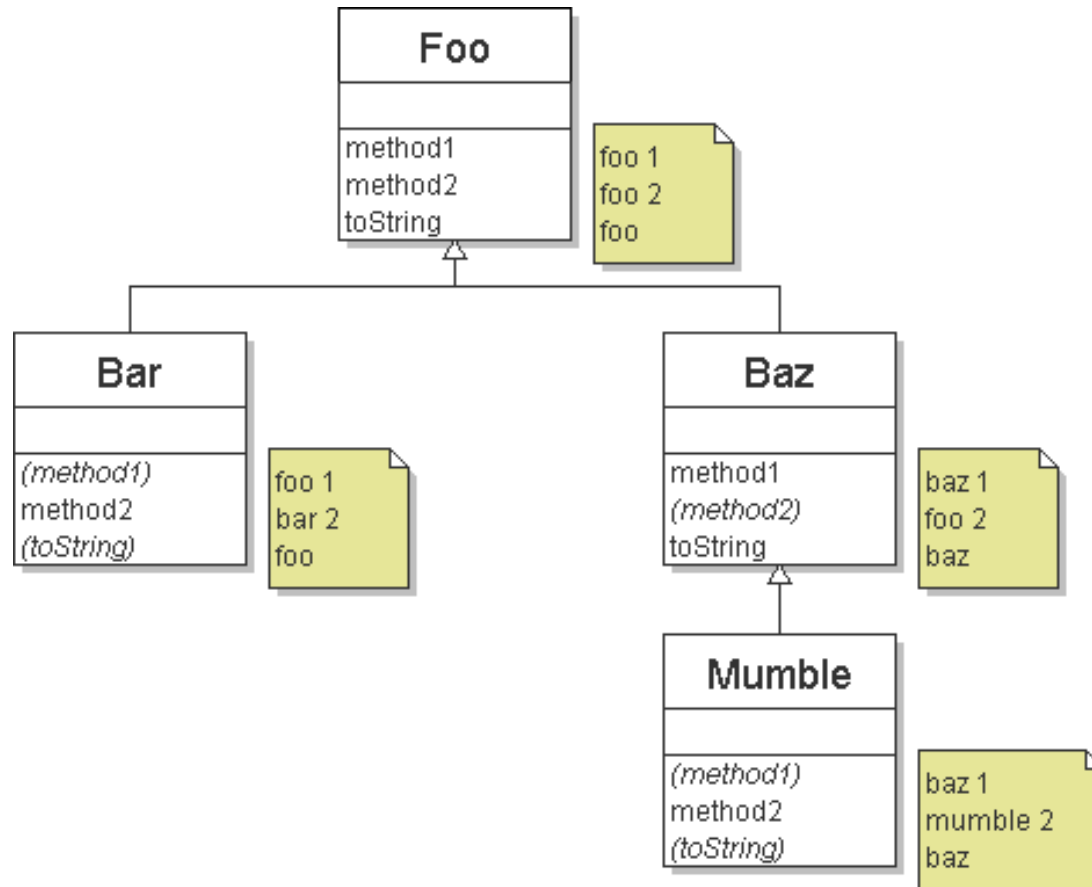 Foo
method1
method2
toString
foo 1
foo 2
foo
Bar
(method1)
method2
(toString)
foo 1
bar 2
foo
Baz
method1
(method2)
toString
baz 1
foo 2
baz
Mumble
(method1)
method2
(toString)
baz 1
mumble 2
baz